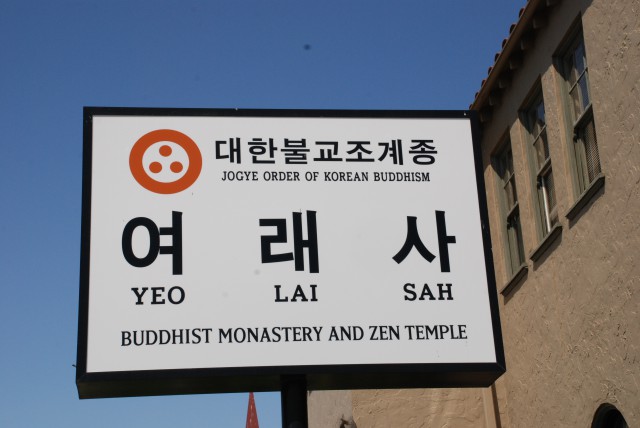 대한불교조계종
JOGYE ORDER OF KOREAN BUDDHISM
여 래 사
YEO LAI SAH
BUDDHIST MONASTERY AND ZEN TEMPLE